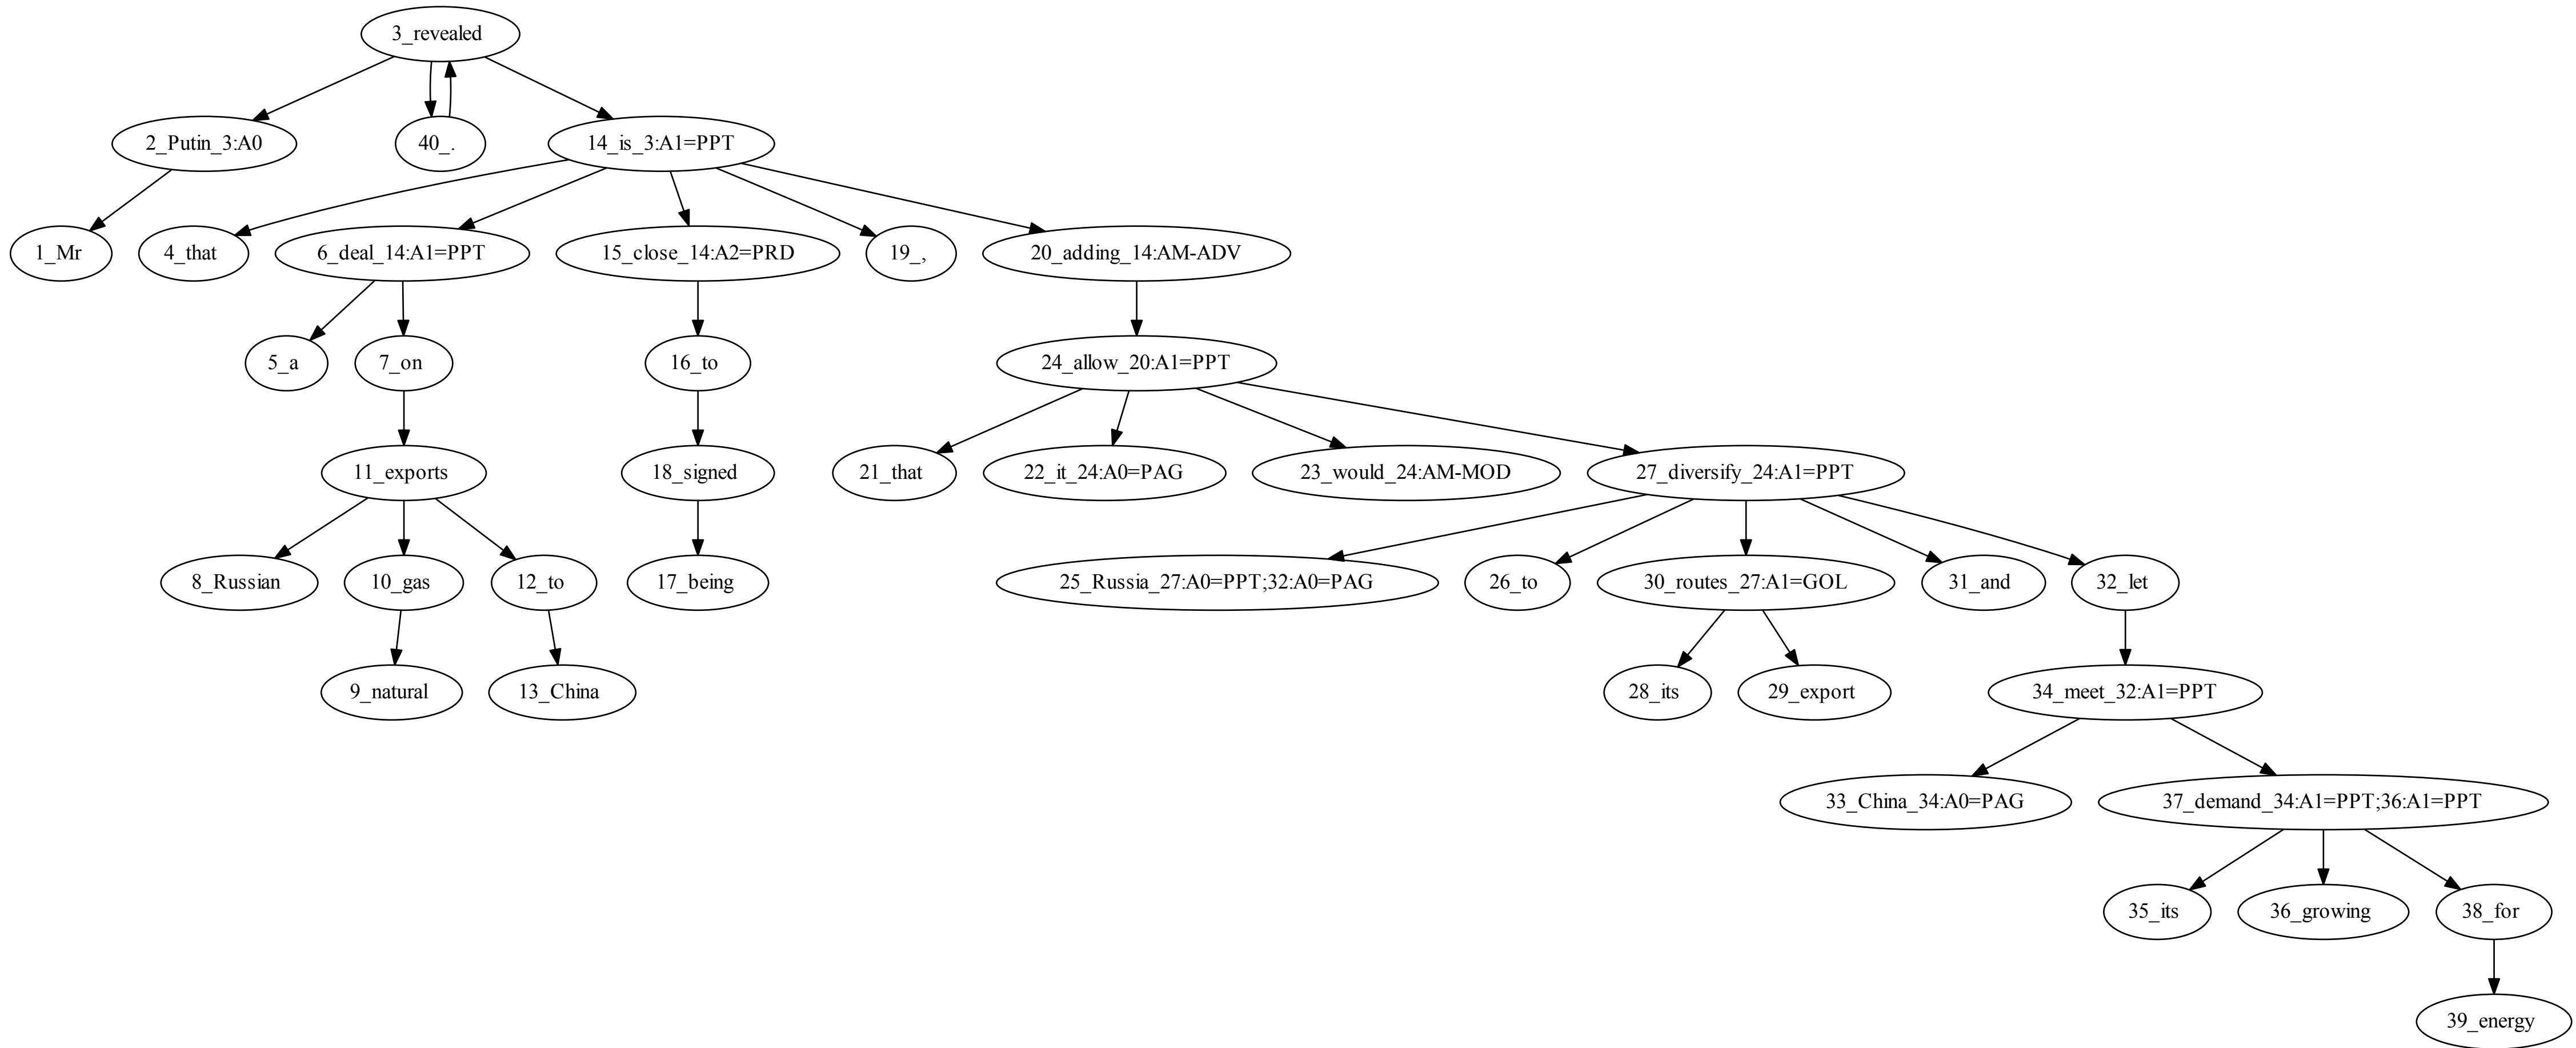 3_revealed
2_Putin_3:A0
40_.
14_is_3:A1=PPT
1_Mr
4_that
6_deal_14:A1=PPT
15_close_14:A2=PRD
19_,
20_adding_14:AM-ADV
5_a
7_on
16_to
24_allow_20:A1=PPT
11_exports
18_signed
21_that
22_it_24:A0=PAG
23_would_24:AM-MOD
27_diversify_24:A1=PPT
8_Russian
10_gas
12_to
17_being
25_Russia_27:A0=PPT;32:A0=PAG
26_to
30_routes_27:A1=GOL
31_and
32_let
9_natural
13_China
28_its
29_export
34_meet_32:A1=PPT
33_China_34:A0=PAG
37_demand_34:A1=PPT;36:A1=PPT
35_its
36_growing
38_for
39_energy